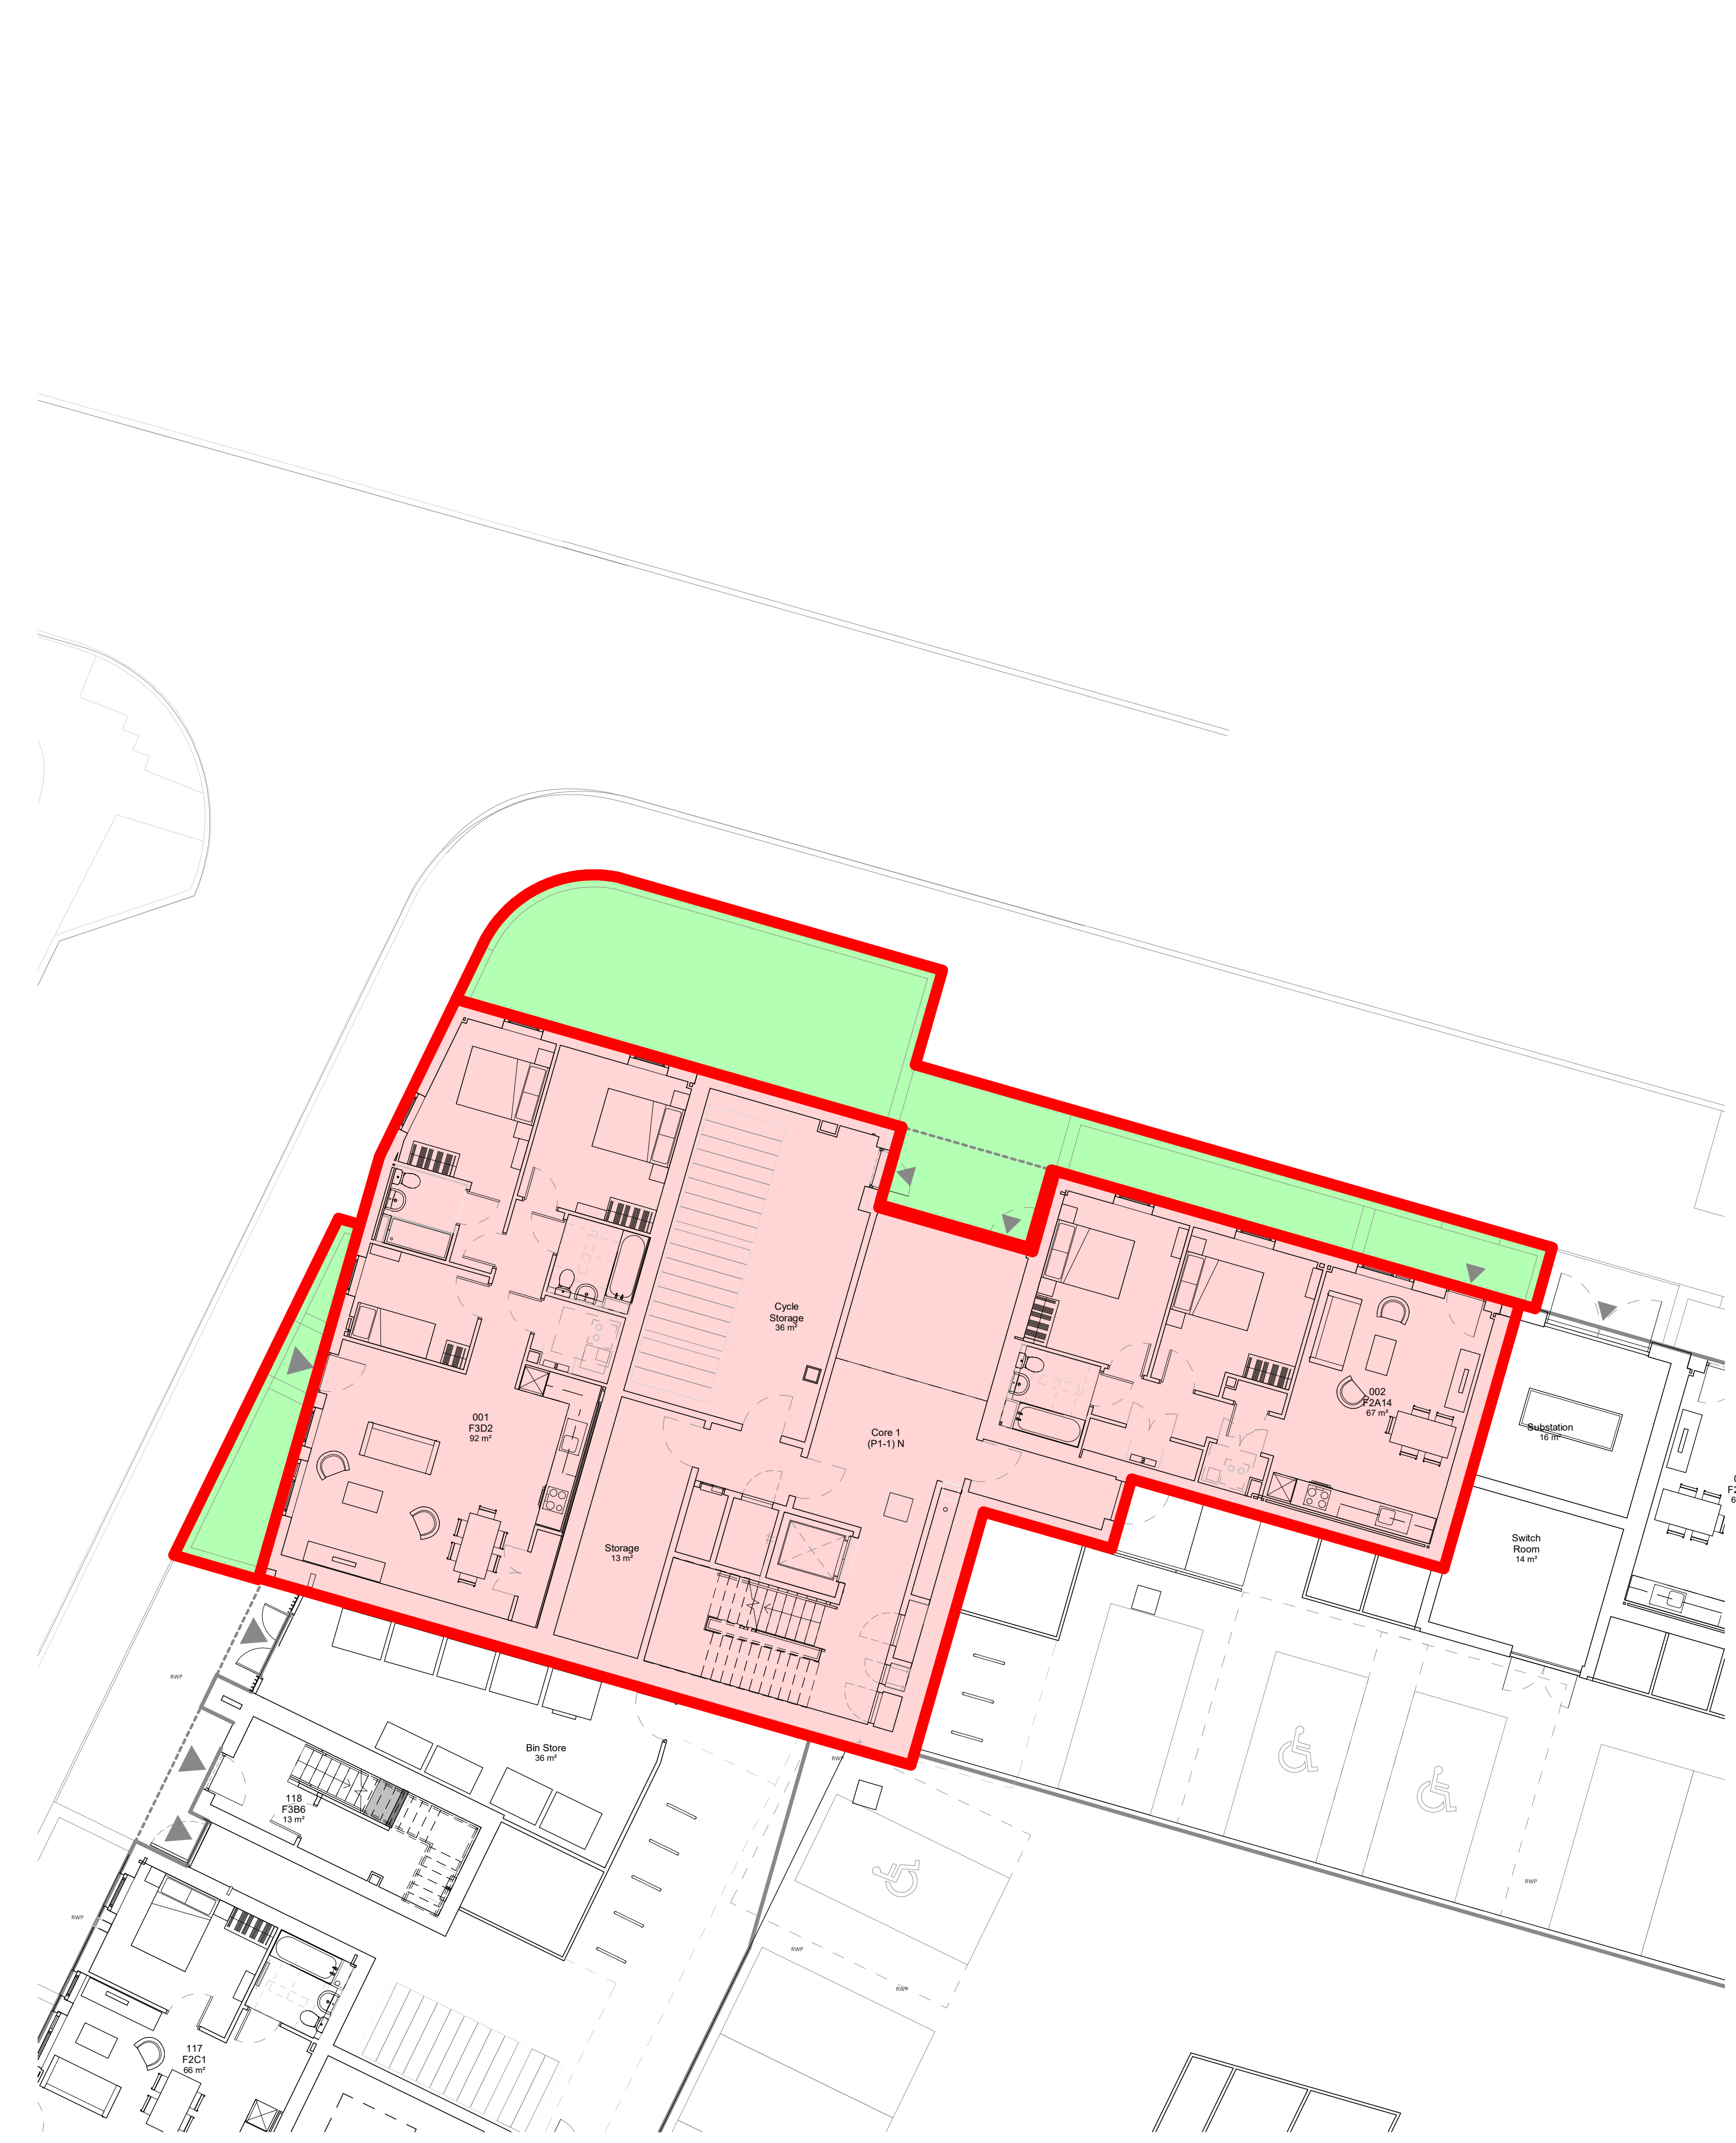 Cycle
Storage
36 m²
001
F3D2
92 m²
Core 1
(P1-1) N
002
F2A14
67 m²
Substation
16 m²
Storage
13 m²
Switch
Room
14 m²
RWP
Bin Store
36 m²
RWP
118
F3B6
13 m²
RWP
RWP
RWP
RWP
117
F2C1
66 m²